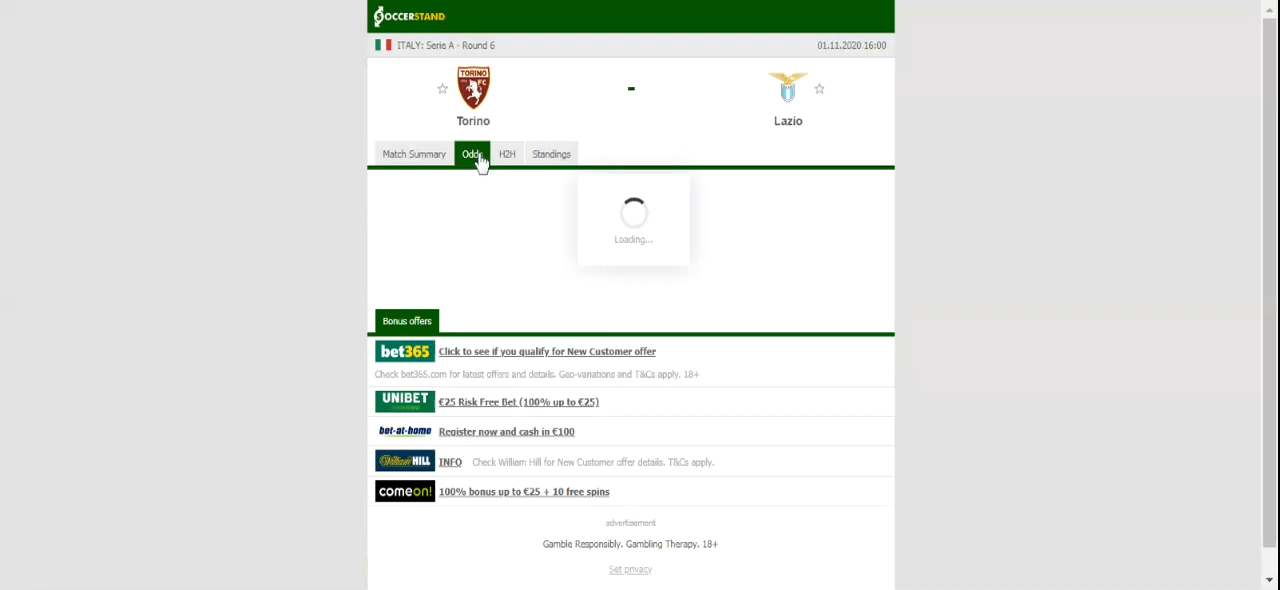 SOCCERSTAND
ITALY: Serie A - Round 6 01.11.2020 16:00
TORINO FC
-
Torino Lazio
Match Summary Odds H2H Standings
Loading...
Bonus offers
bet365 Click to see if you qualify for New Customer offer
Check bet365.com for latest offers and details. Geo-variations and T&Cs apply. 18+
UNIBET €25 Risk Free Bet (100% up to €25)
bet-at-home Register now and cash in €100
William HILL INFO Check William Hill for New Customer offer details. T&Cs apply.
comeon! 100% bonus up to €25 + 10 free spins
advertisement
Gamble Responsibly. Gambling Therapy. 18+
Set privacy